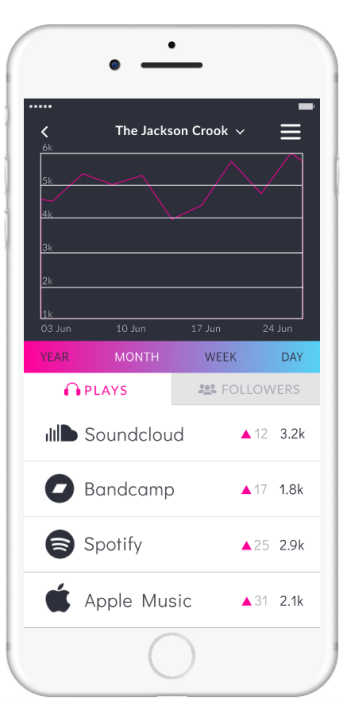 The Jackson Crook
6k
5k
4k
3k
2k
1k
03 Jun 10 Jun 17 Jun 24 Jun
YEAR MONTH WEEK DAY
PLAYS FOLLOWERS
Soundcloud 12 3.2k
Bandcamp 17 1.8k
Spotify 25 2.9k
Apple Music 31 2.1k